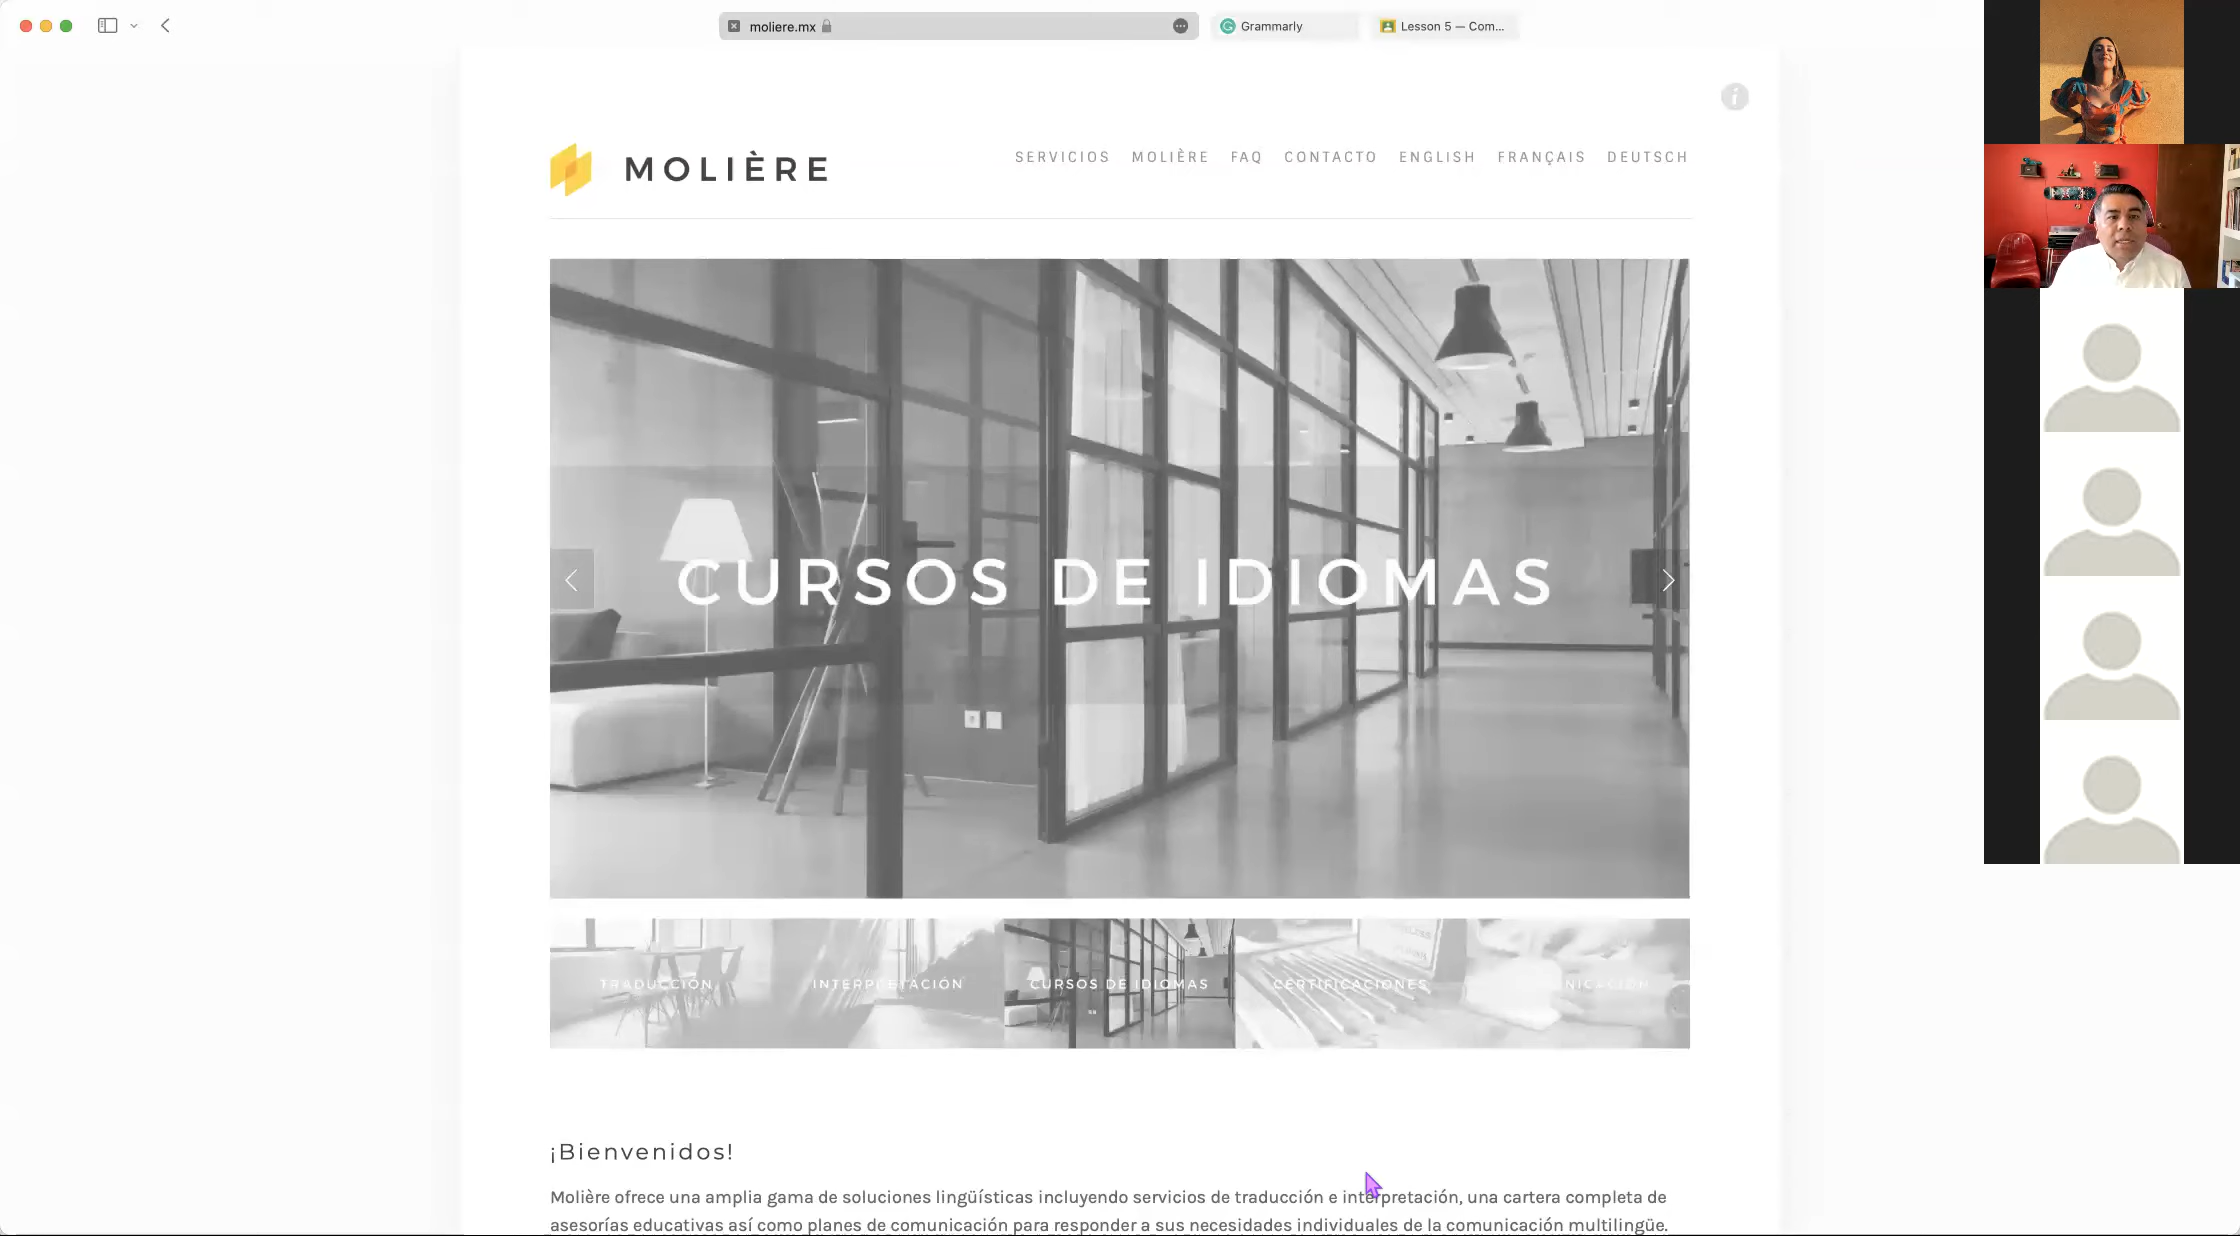 moliere.mx
Grammarly
Lesson 5 — Com...
MOLIÈRE
SERVICIOS MOLIÈRE FAQ CONTACTO ENGLISH FRANÇAIS DEUTSCH
CURSOS DE IDIOMAS
TRADUCCIÓN INTERPRETACIÓN CURSOS DE IDIOMAS CERTIFICACIONES
¡Bienvenidos!
Molière ofrece una amplia gama de soluciones lingüísticas incluyendo servicios de traducción e interpretación, una cartera completa de
asesorías educativas así como planes de comunicación para responder a sus necesidades individuales de la comunicación multilingüe.